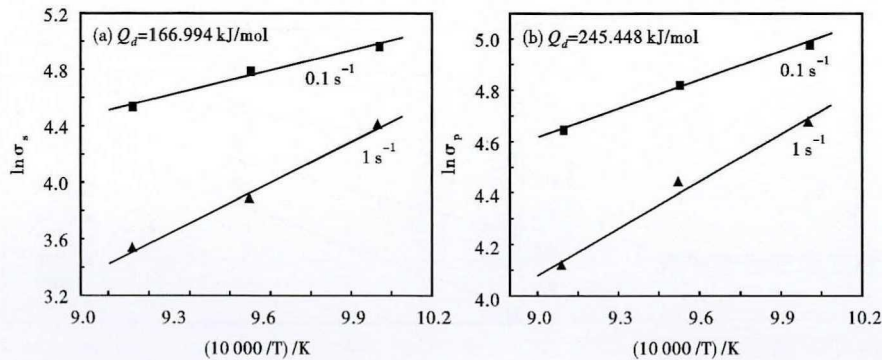 (a) Q_d=166.994 kJ/mol
5.2
4.8
4.4
4.0
3.6
3.2
ln σ_s
0.1 s⁻¹
1 s⁻¹
9.0 9.3 9.6 9.9 10.2
(10 000 /T) /K
(b) Q_d=245.448 kJ/mol
5.0
4.8
4.6
4.4
4.2
4.0
ln σ_p
0.1 s⁻¹
1 s⁻¹
9.0 9.3 9.6 9.9 10.2
(10 000 /T) /K